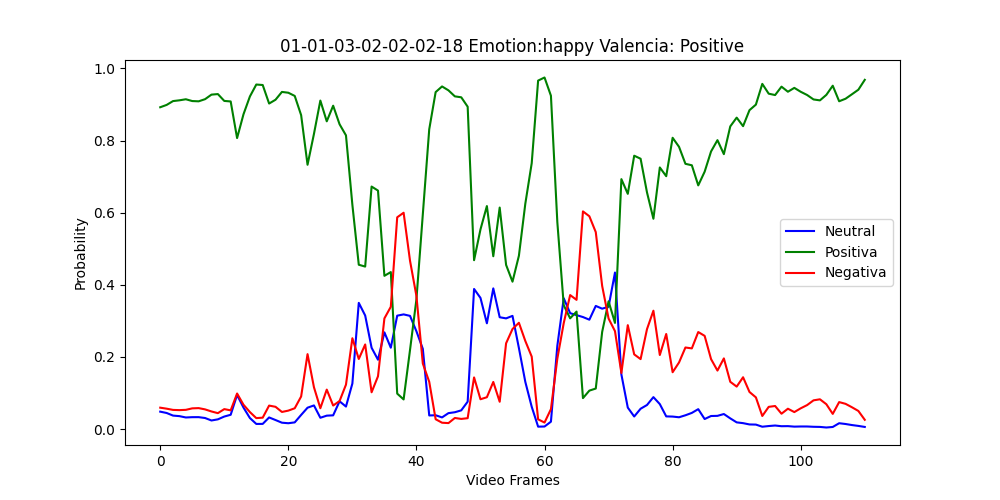 01-01-03-02-02-02-18 Emotion:happy Valencia: Positive
1.0
0.8
0.6
0.4
0.2
0.0
Probability
Neutral
Positiva
Negativa
0 20 40 60 80 100
Video Frames